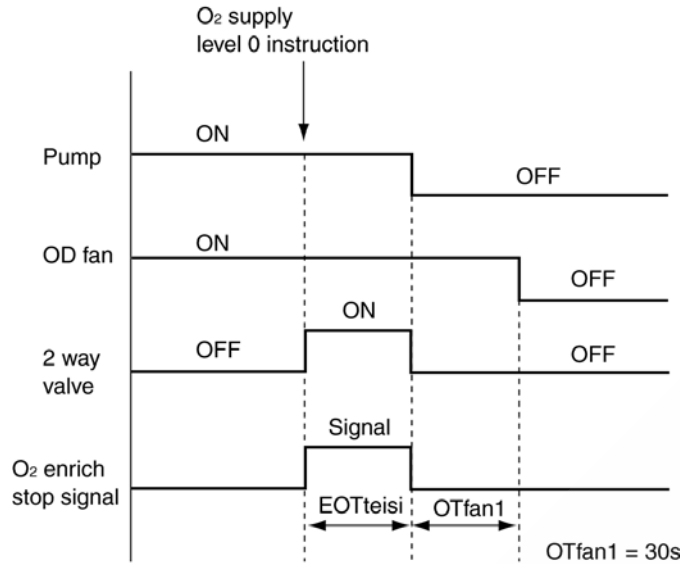 O₂ supply
level 0 instruction
ON
Pump
OFF
ON
OD fan
OFF
ON
OFF
OFF
2 way
valve
Signal
O₂ enrich
stop signal
EOTteisi
OTfan1
OTfan1 = 30s